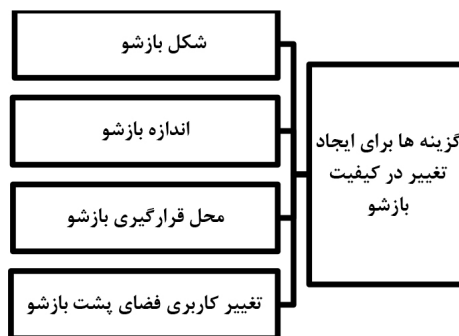 گزینه ها برای ایجاد
تغییر در کیفیت
بازشو
شکل بازشو
اندازه بازشو
محل قرارگیری بازشو
تغییر کاربری فضای پشت بازشو